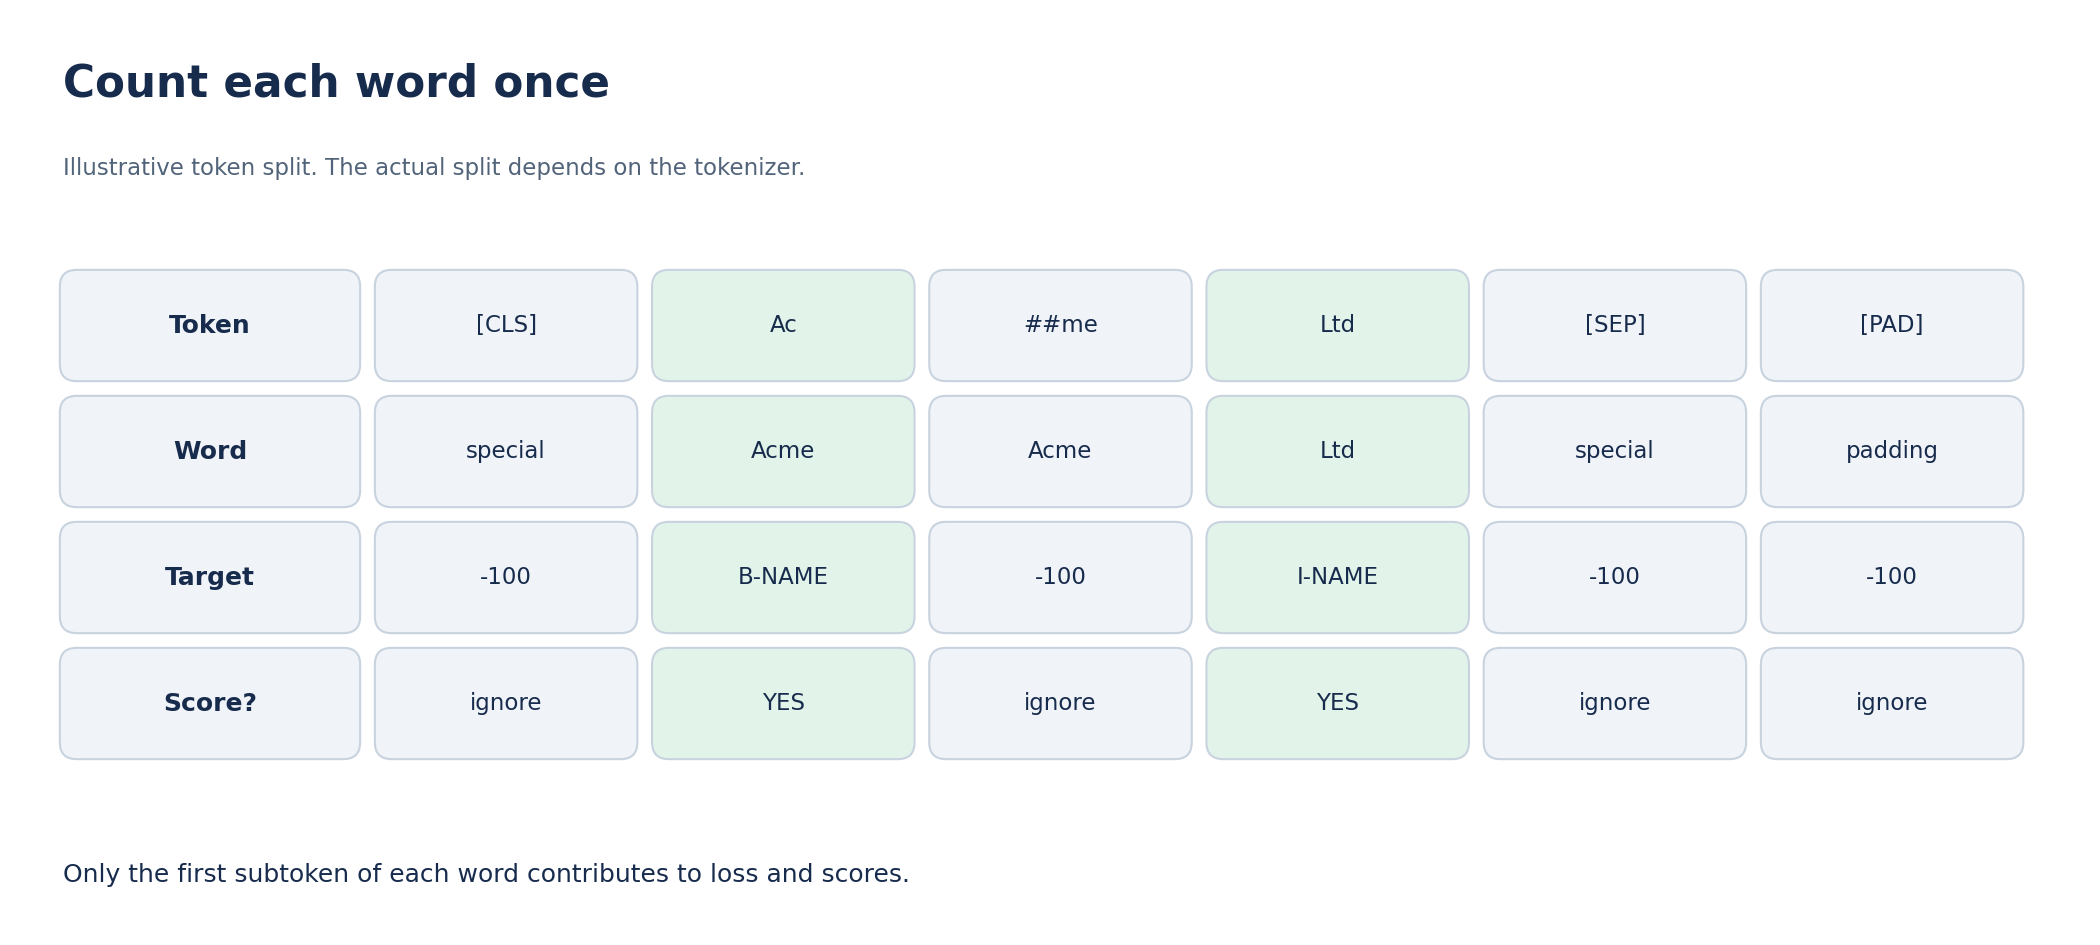 Count each word once
Illustrative token split. The actual split depends on the tokenizer.
Token [CLS] Ac ##me Ltd [SEP] [PAD]
Word special Acme Acme Ltd special padding
Target -100 B-NAME -100 I-NAME -100 -100
Score? ignore YES ignore YES ignore ignore
Only the first subtoken of each word contributes to loss and scores.